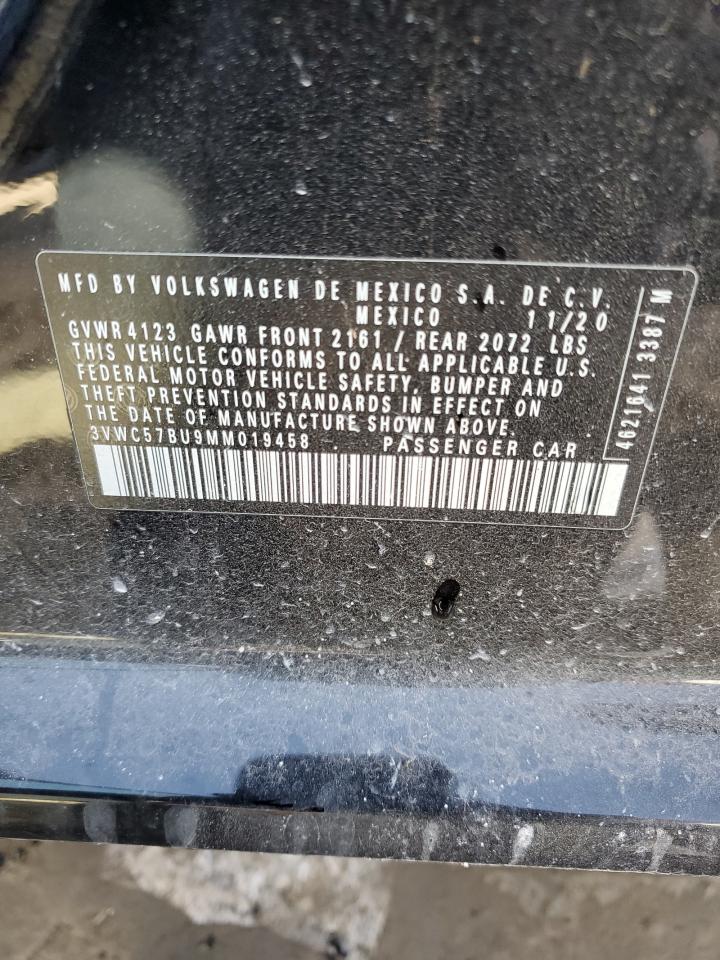 MFD BY VOLKSWAGEN DE MEXICO S.A. DE C.V.
MEXICO 11/20
GVWR 4123 GAWR FRONT 2161 / REAR 2072 LBS
THIS VEHICLE CONFORMS TO ALL APPLICABLE U.S.
FEDERAL MOTOR VEHICLE SAFETY, BUMPER AND
THEFT PREVENTION STANDARDS IN EFFECT ON
THE DATE OF MANUFACTURE SHOWN ABOVE.
3VWC57BU9MM019458 PASSENGER CAR
4621641 3387 M